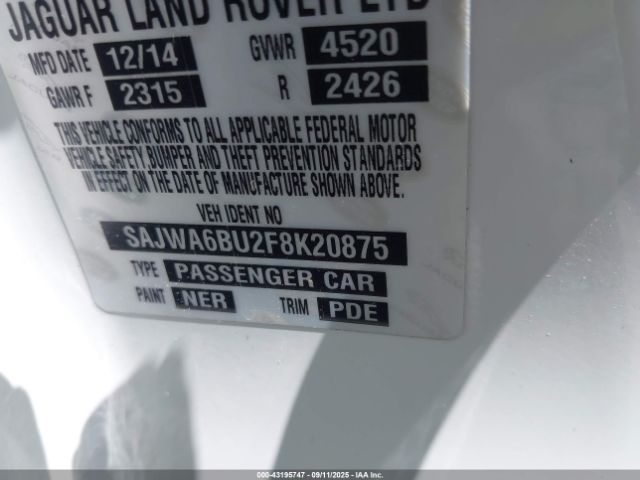 JAGUAR LAND ROVER LTD
MFD DATE 12/14 GVWR 4520
GAWR F 2315 R 2426
THIS VEHICLE CONFORMS TO ALL APPLICABLE FEDERAL MOTOR
VEHICLE SAFETY, BUMPER AND THEFT PREVENTION STANDARDS
IN EFFECT ON THE DATE OF MANUFACTURE SHOWN ABOVE.
VEH IDENT NO
SAJWA6BU2F8K20875
TYPE PASSENGER CAR
PAINT NER TRIM PDE
000-43195747 - 09/11/2025 - IAAI.COM